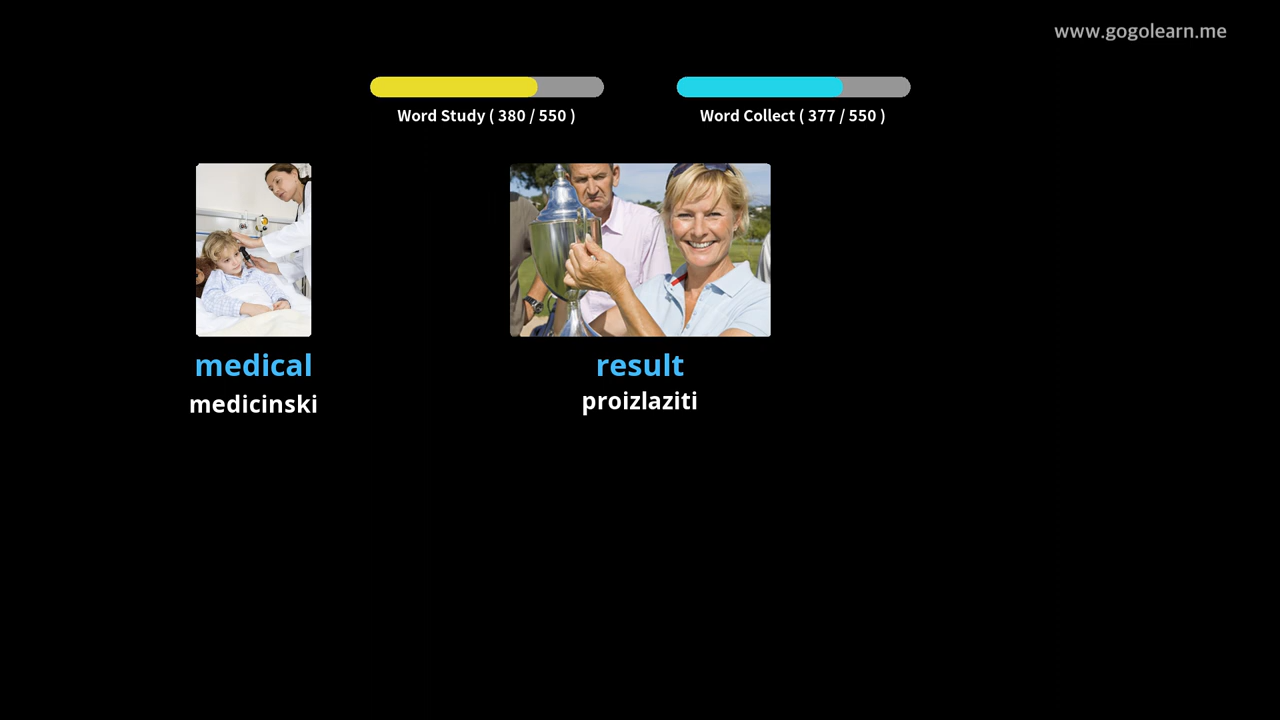 www.gogolearn.me
Word Study ( 380 / 550 )
Word Collect ( 377 / 550 )
medical
medicinski
result
proizlaziti